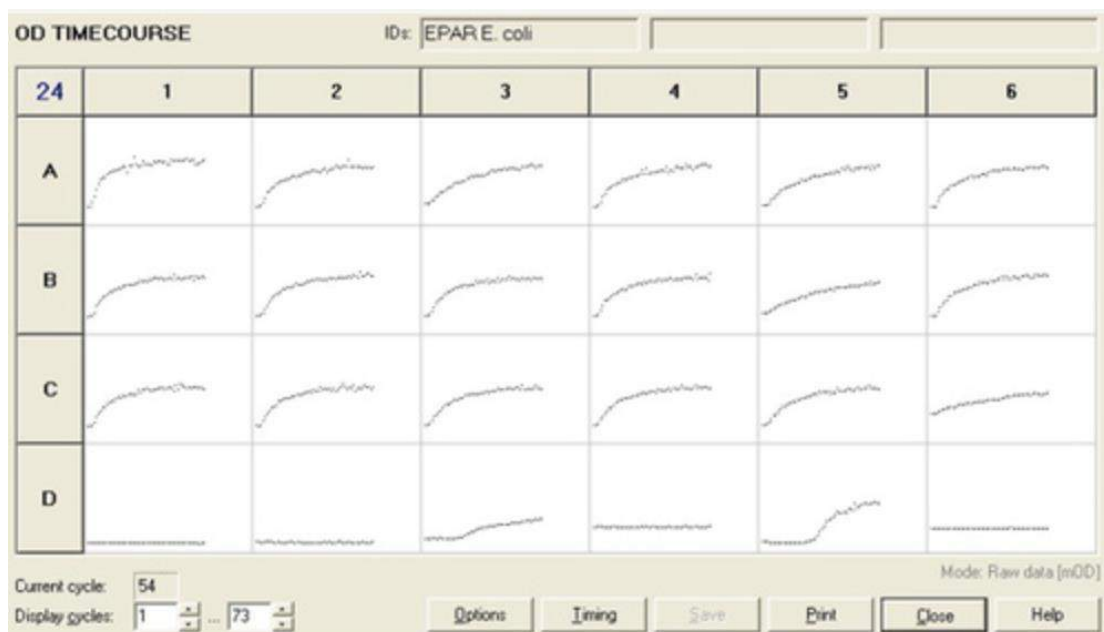 OD TIMECOURSE IDs: EPAR E. coli
24 1 2 3 4 5 6
A
B
C
D
Mode: Raw data [mOD]
Current cycle: 54
Display cycles: 1 ... 73 Options Timing Save Print Close Help